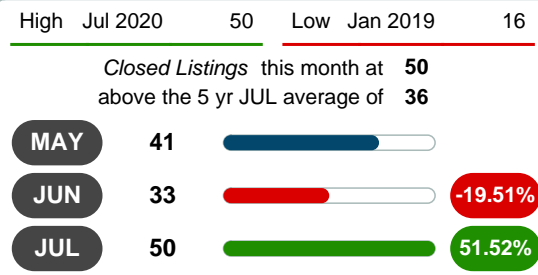 High Jul 2020 50 Low Jan 2019 16
Closed Listings this month at 50
above the 5 yr JUL average of 36
MAY 41
JUN 33 -19.51%
JUL 50 51.52%